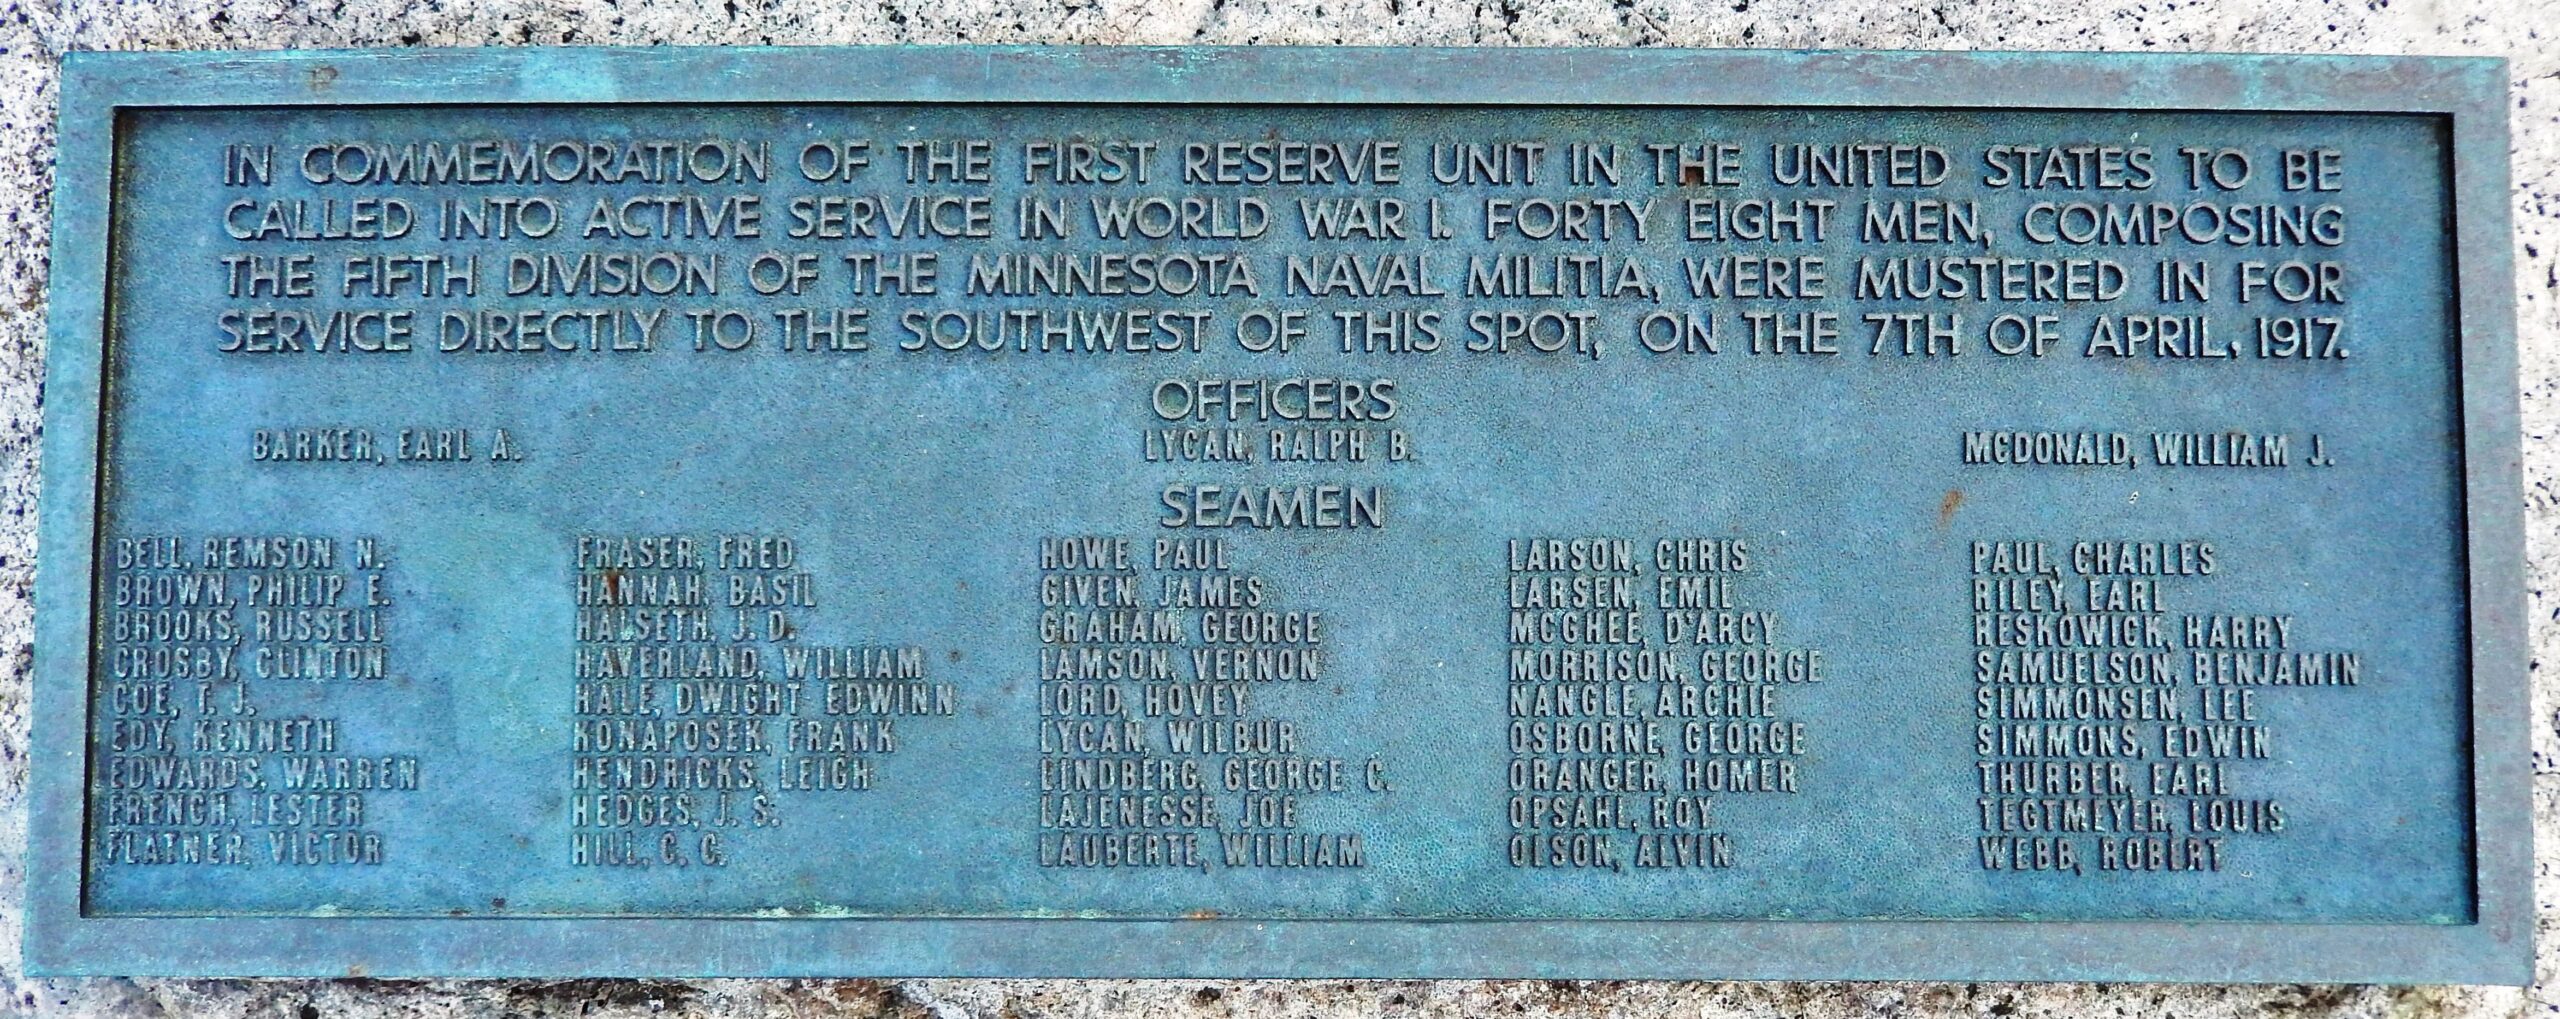 IN COMMEMORATION OF THE FIRST RESERVE UNIT IN THE UNITED STATES TO BE
CALLED INTO ACTIVE SERVICE IN WORLD WAR I. FORTY EIGHT MEN, COMPOSING
THE FIFTH DIVISION OF THE MINNESOTA NAVAL MILITIA, WERE MUSTERED IN FOR
SERVICE DIRECTLY TO THE SOUTHWEST OF THIS SPOT, ON THE 7TH OF APRIL, 1917.
OFFICERS
BARKER, EARL A.
LYCAN, RALPH B.
MCDONALD, WILLIAM J.
SEAMEN
BELL, REMSON N.
BROWN, PHILIP E.
BROOKS, RUSSELL
CROSBY, CLINTON
COE, T. J.
EDY, KENNETH
EDWARDS, WARREN
FRENCH, LESTER
FLATNER, VICTOR
FRASER, FRED
HANNAH, BASIL
HALSETH, J. D.
HAVERLAND, WILLIAM
HALE, DWIGHT EDWINN
KONAPOSEK, FRANK
HENDRICKS, LEIGH
HEDGES, J. S.
HILL, C. C.
HOWE, PAUL
GIVEN, JAMES
GRAHAM, GEORGE
LAMSON, VERNON
LORD, HOVEY
LYCAN, WILBUR
LINDBERG, GEORGE C.
LAJENESSE, JOE
LAUBERTE, WILLIAM
LARSON, CHRIS
LARSEN, EMIL
MCGHEE, D'ARCY
MORRISON, GEORGE
NANGLE, ARCHIE
OSBORNE, GEORGE
ORANGER, HOMER
OPSAHL, ROY
OLSON, ALVIN
PAUL, CHARLES
RILEY, EARL
RESKOWICK, HARRY
SAMUELSON, BENJAMIN
SIMMONSEN, LEE
SIMMONS, EDWIN
THURBER, EARL
TEGTMEYER, LOUIS
WEBB, ROBERT